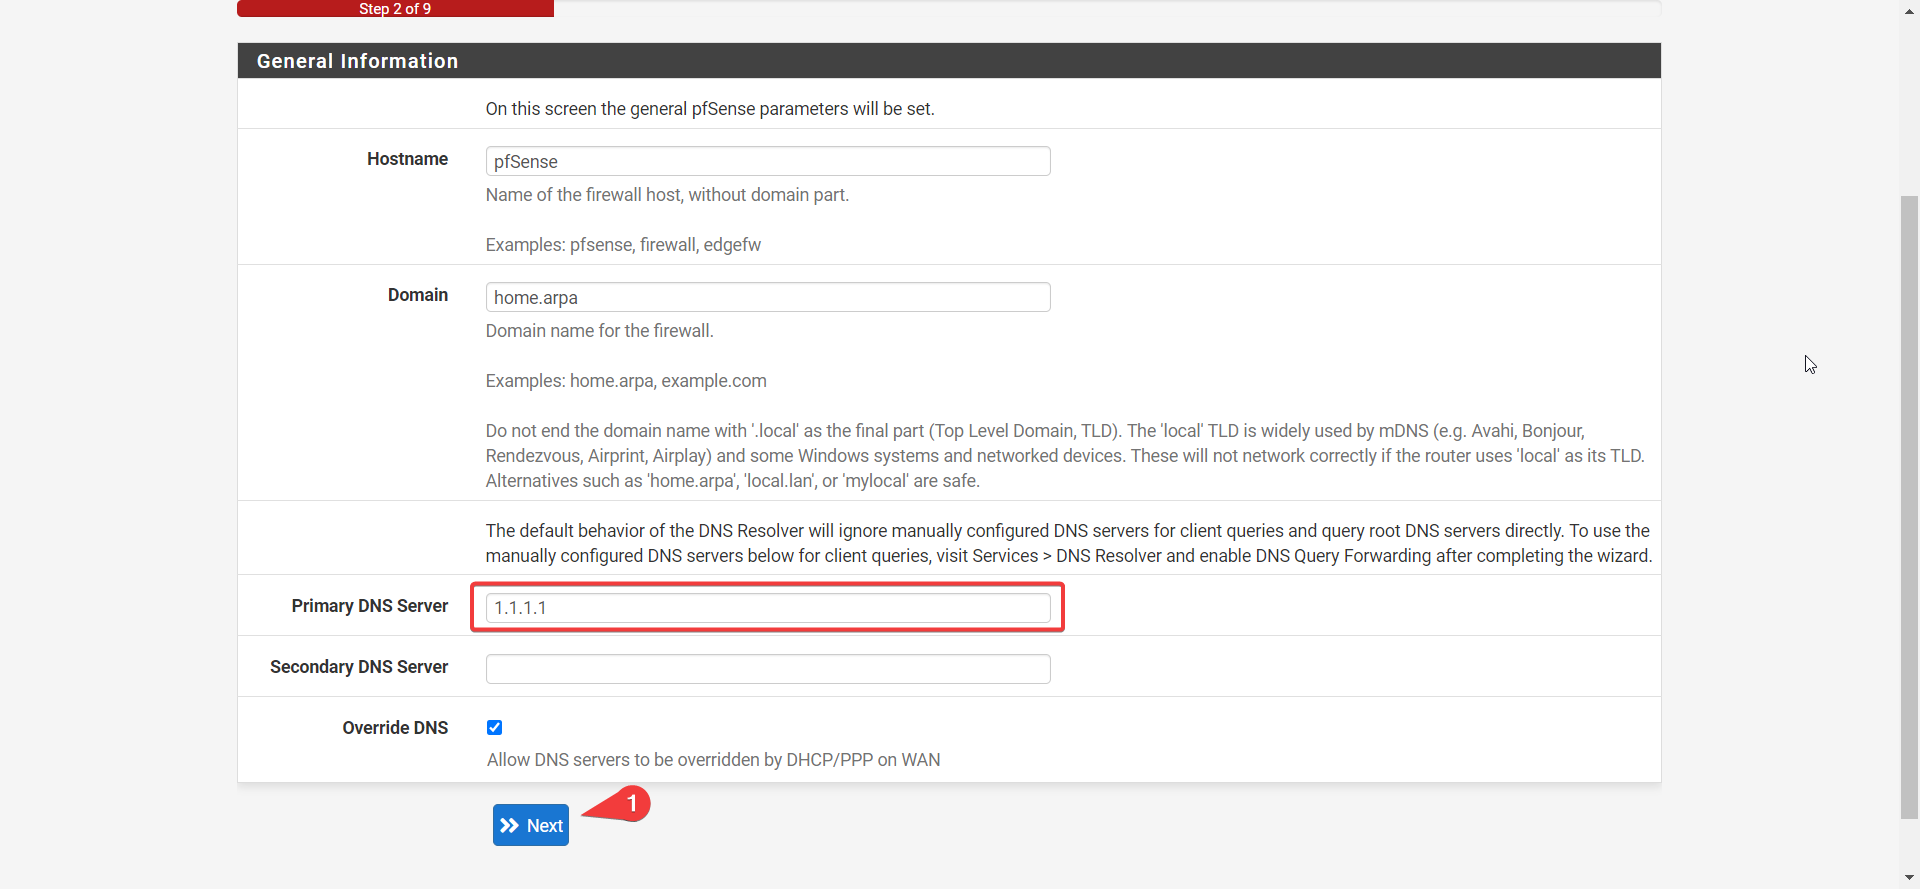 Step 2 of 9
General Information
On this screen the general pfSense parameters will be set.
Hostname
pfSense
Name of the firewall host, without domain part.
Examples: pfsense, firewall, edgefw
Domain
home.arpa
Domain name for the firewall.
Examples: home.arpa, example.com
Do not end the domain name with '.local' as the final part (Top Level Domain, TLD). The 'local' TLD is widely used by mDNS (e.g. Avahi, Bonjour,
Rendezvous, Airprint, Airplay) and some Windows systems and networked devices. These will not network correctly if the router uses 'local' as its TLD.
Alternatives such as 'home.arpa', 'local.lan', or 'mylocal' are safe.
The default behavior of the DNS Resolver will ignore manually configured DNS servers for client queries and query root DNS servers directly. To use the
manually configured DNS servers below for client queries, visit Services > DNS Resolver and enable DNS Query Forwarding after completing the wizard.
Primary DNS Server
1.1.1.1
Secondary DNS Server
Override DNS
Allow DNS servers to be overridden by DHCP/PPP on WAN
Next
1